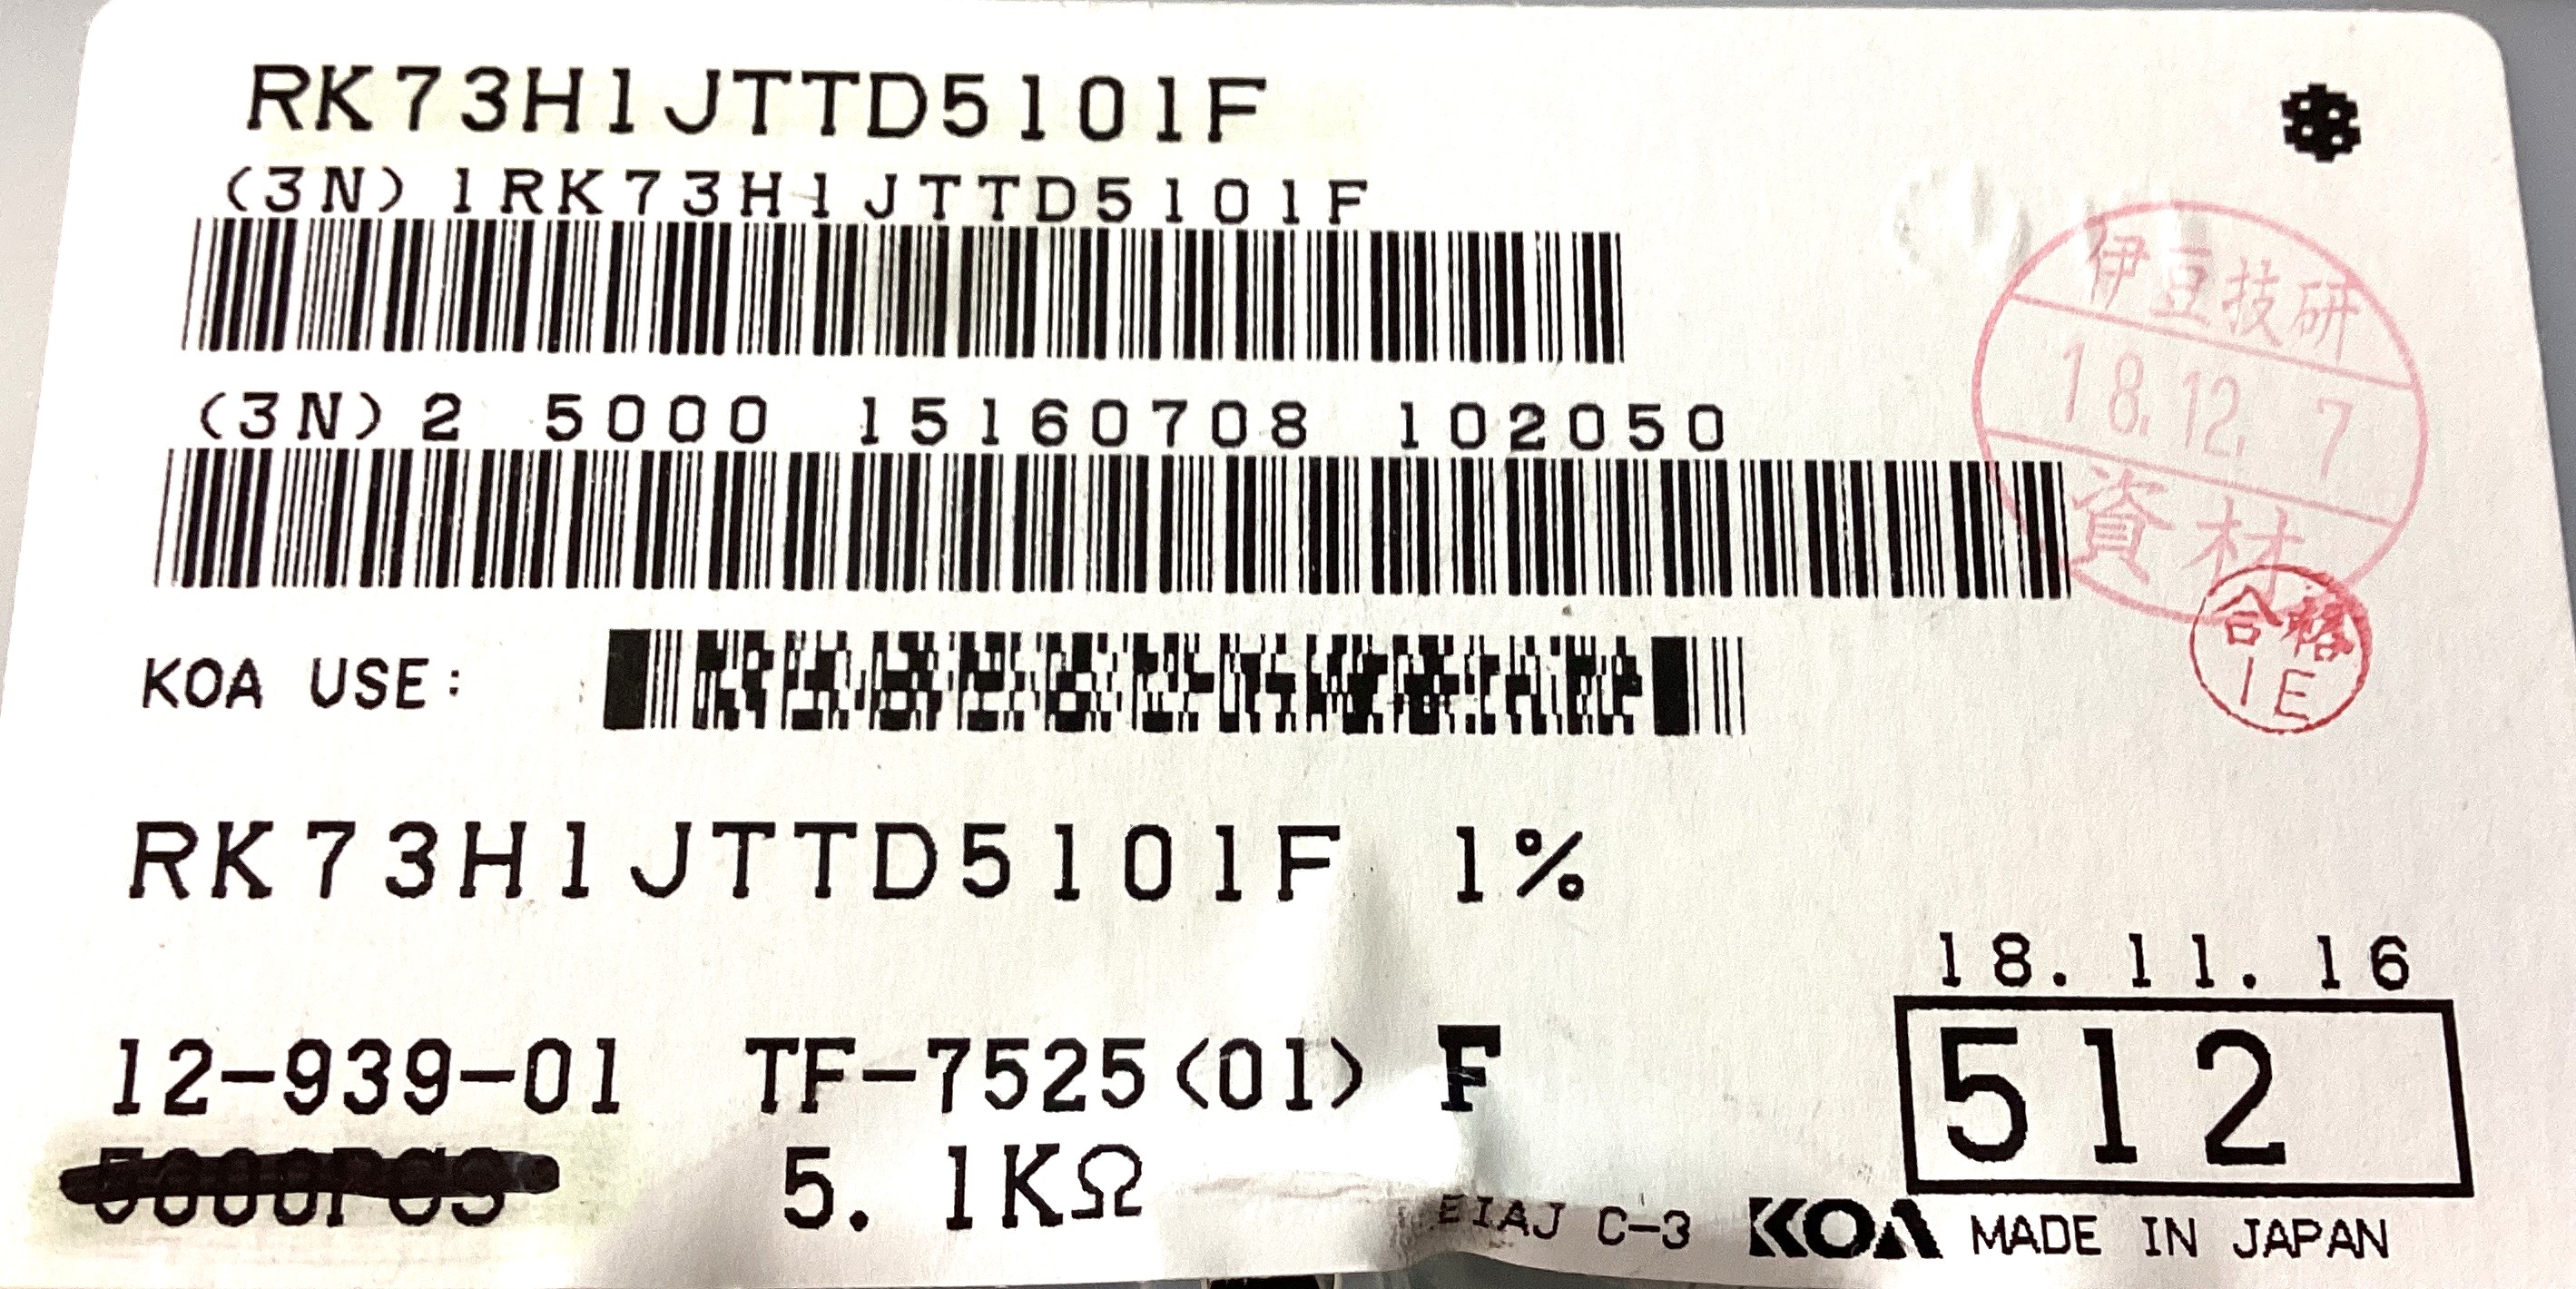 RK73H1JTTD5101F
(3N)1RK73H1JTTD5101F
(3N)2 5000 15160708 102050
伊豆技研
18.12.7
資材
合格
1E
KOA USE:
RK73H1JTTD5101F 1%
18.11.16
512
12-939-01 TF-7525(01) F
5000PCS 5.1KΩ
EIAJ C-3 KOA MADE IN JAPAN